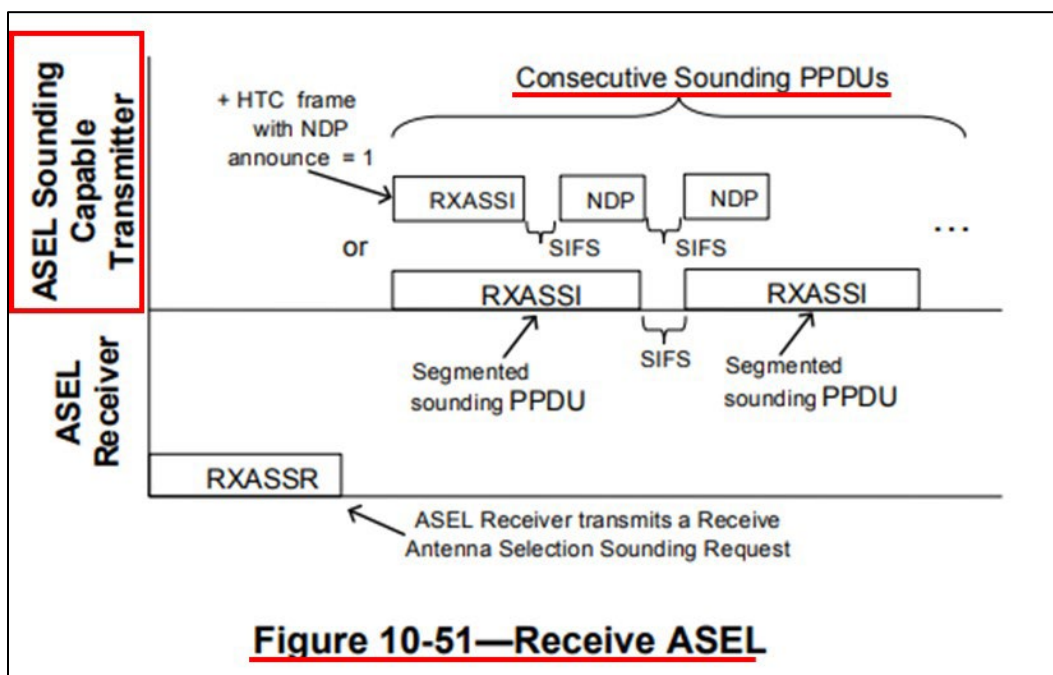 ASEL Sounding
Capable
Transmitter
Consecutive Sounding PPDUs
+ HTC frame
with NDP
announce = 1
RXASSI
NDP
NDP
SIFS
SIFS
...
or
RXASSI
RXASSI
SIFS
Segmented
sounding PPDU
Segmented
sounding PPDU
ASEL
Receiver
RXASSR
ASEL Receiver transmits a Receive
Antenna Selection Sounding Request
Figure 10-51—Receive ASEL